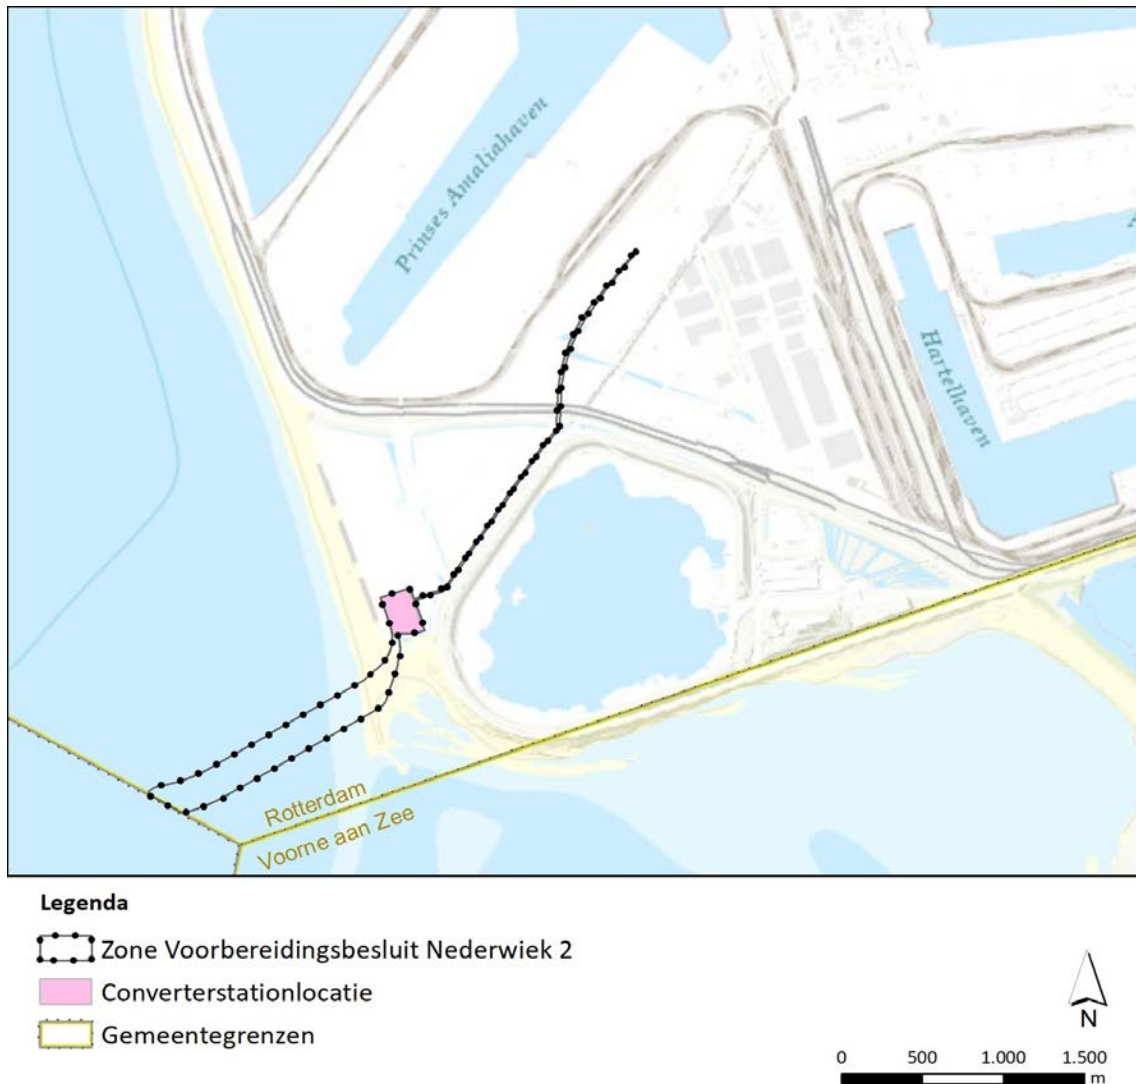 Prinses Amaliahaven
Hartelhaven
Rotterdam
Voorne aan Zee
Legenda
Zone Voorbereidingsbesluit Nederwiek 2
Converterstationlocatie
Gemeentegrenzen
N
0 500 1.000 1.500
m